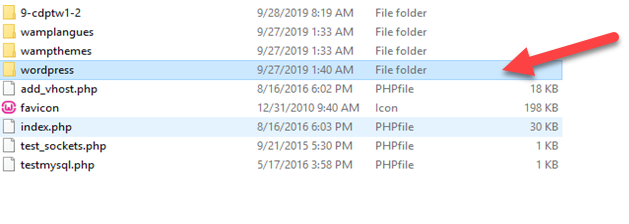 9-cdptw1-2 9/28/2019 8:19 AM File folder
wamplangues 9/27/2019 1:33 AM File folder
wampthemes 9/27/2019 1:33 AM File folder
wordpress 9/27/2019 1:40 AM File folder
add_vhost.php 8/16/2016 6:02 PM PHPfile 18 KB
favicon 12/31/2010 9:40 AM Icon 198 KB
index.php 8/16/2016 6:03 PM PHPfile 30 KB
test_sockets.php 9/21/2015 5:30 PM PHPfile 1 KB
testmysql.php 5/17/2016 3:58 PM PHPfile 1 KB